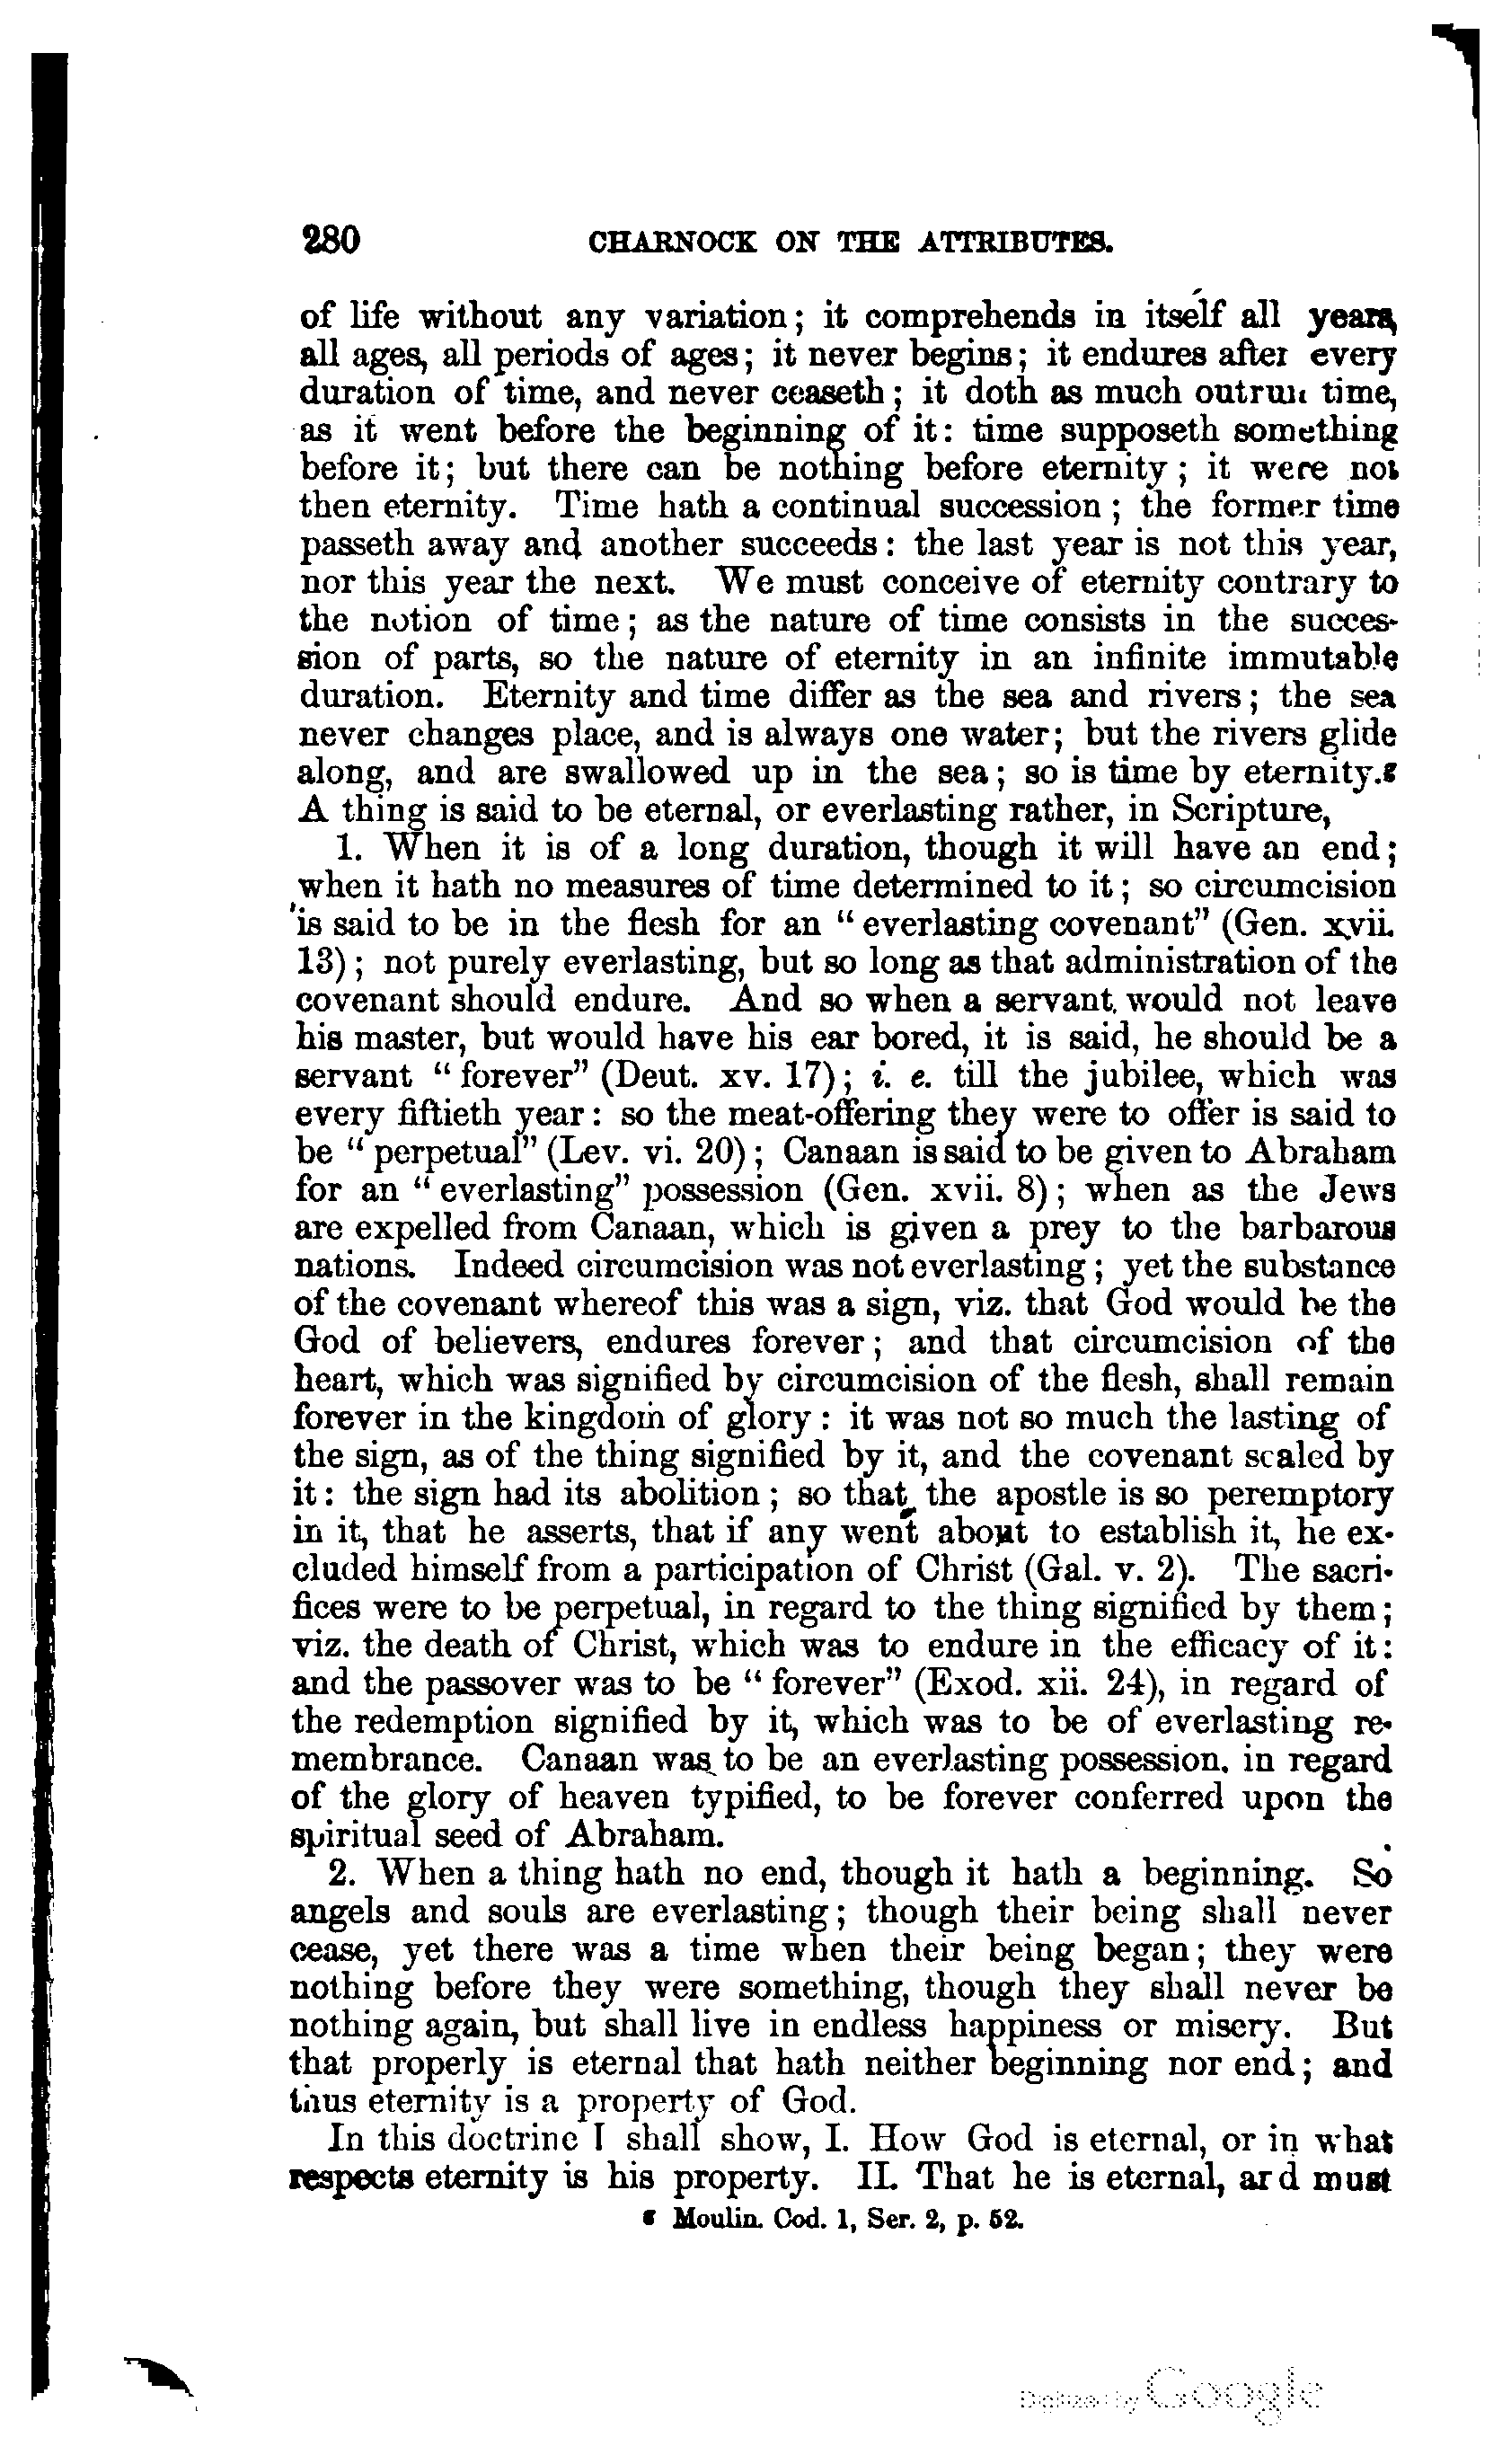 280 CHARNOCK ON THE ATTRIBUTES.
of life without any variation; it comprehends in itself all years,
all ages, all periods of ages; it never begins; it endures after every
duration of time, and never ceaseth; it doth as much outrun time,
as it went before the beginning of it: time supposeth something
before it; but there can be nothing before eternity; it were not
then eternity. Time hath a continual succession; the former time
passeth away and another succeeds: the last year is not this year,
nor this year the next. We must conceive of eternity contrary to
the notion of time; as the nature of time consists in the succes-
sion of parts, so the nature of eternity in an infinite immutable
duration. Eternity and time differ as the sea and rivers; the sea
never changes place, and is always one water; but the rivers glide
along, and are swallowed up in the sea; so is time by eternity.g
A thing is said to be eternal, or everlasting rather, in Scripture,
1. When it is of a long duration, though it will have an end;
when it hath no measures of time determined to it; so circumcision
is said to be in the flesh for an "everlasting covenant" (Gen. xvii.
13); not purely everlasting, but so long as that administration of the
covenant should endure. And so when a servant would not leave
his master, but would have his ear bored, it is said, he should be a
servant "forever" (Deut. xv. 17); i. e. till the jubilee, which was
every fiftieth year: so the meat-offering they were to offer is said to
be "perpetual" (Lev. vi. 20); Canaan is said to be given to Abraham
for an "everlasting" possession (Gen. xvii. 8); when as the Jews
are expelled from Canaan, which is given a prey to the barbarous
nations. Indeed circumcision was not everlasting; yet the substance
of the covenant whereof this was a sign, viz. that God would be the
God of believers, endures forever; and that circumcision of the
heart, which was signified by circumcision of the flesh, shall remain
forever in the kingdom of glory: it was not so much the lasting of
the sign, as of the thing signified by it, and the covenant sealed by
it: the sign had its abolition; so that the apostle is so peremptory
in it, that he asserts, that if any went about to establish it, he ex-
cluded himself from a participation of Christ (Gal. v. 2). The sacri-
fices were to be perpetual, in regard to the thing signified by them;
viz. the death of Christ, which was to endure in the efficacy of it:
and the passover was to be "forever" (Exod. xii. 24), in regard of
the redemption signified by it, which was to be of everlasting re-
membrance. Canaan was to be an everlasting possession, in regard
of the glory of heaven typified, to be forever conferred upon the
spiritual seed of Abraham.
2. When a thing hath no end, though it hath a beginning. So
angels and souls are everlasting; though their being shall never
cease, yet there was a time when their being began; they were
nothing before they were something, though they shall never be
nothing again, but shall live in endless happiness or misery. But
that properly is eternal that hath neither beginning nor end; and
thus eternity is a property of God.
In this doctrine I shall show, I. How God is eternal, or in what
respects eternity is his property. II. That he is eternal, and must
g Moulin. Cod. 1, Ser. 2, p. 52.
Digitized by Google